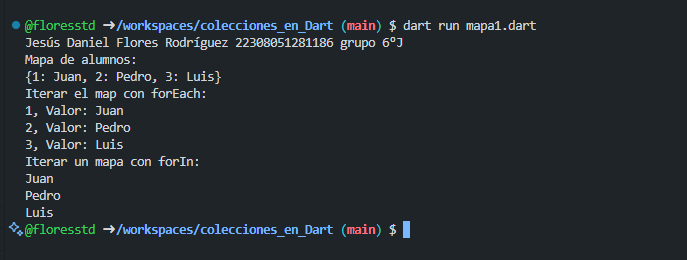 @floresstd ➜/workspaces/colecciones_en_Dart (main) $ dart run mapa1.dart
Jesús Daniel Flores Rodríguez 22308051281186 grupo 6°J
Mapa de alumnos:
{1: Juan, 2: Pedro, 3: Luis}
Iterar el map con forEach:
1, Valor: Juan
2, Valor: Pedro
3, Valor: Luis
Iterar un mapa con forIn:
Juan
Pedro
Luis
@floresstd ➜/workspaces/colecciones_en_Dart (main) $